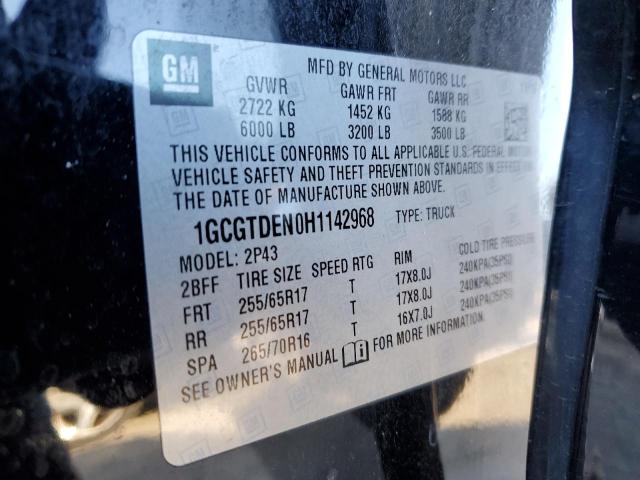 GM
MFD BY GENERAL MOTORS LLC
GVWR GAWR FRT GAWR RR
2722 KG 1452 KG 1588 KG
6000 LB 3200 LB 3500 LB
THIS VEHICLE CONFORMS TO ALL APPLICABLE U.S. FEDERAL MOTOR
VEHICLE SAFETY AND THEFT PREVENTION STANDARDS IN EFFECT
THE DATE OF MANUFACTURE SHOWN ABOVE.
1GCGTDEN0H1142968 TYPE: TRUCK
MODEL: 2P43
2BFF TIRE SIZE SPEED RTG RIM COLD TIRE PRESSURE
FRT 255/65R17 T 17X8.0J 240KPA(35PSI)
RR 255/65R17 T 17X8.0J 240KPA(35PSI)
SPA 265/70R16 T 16X7.0J 240KPA(35PSI)
SEE OWNER'S MANUAL FOR MORE INFORMATION.